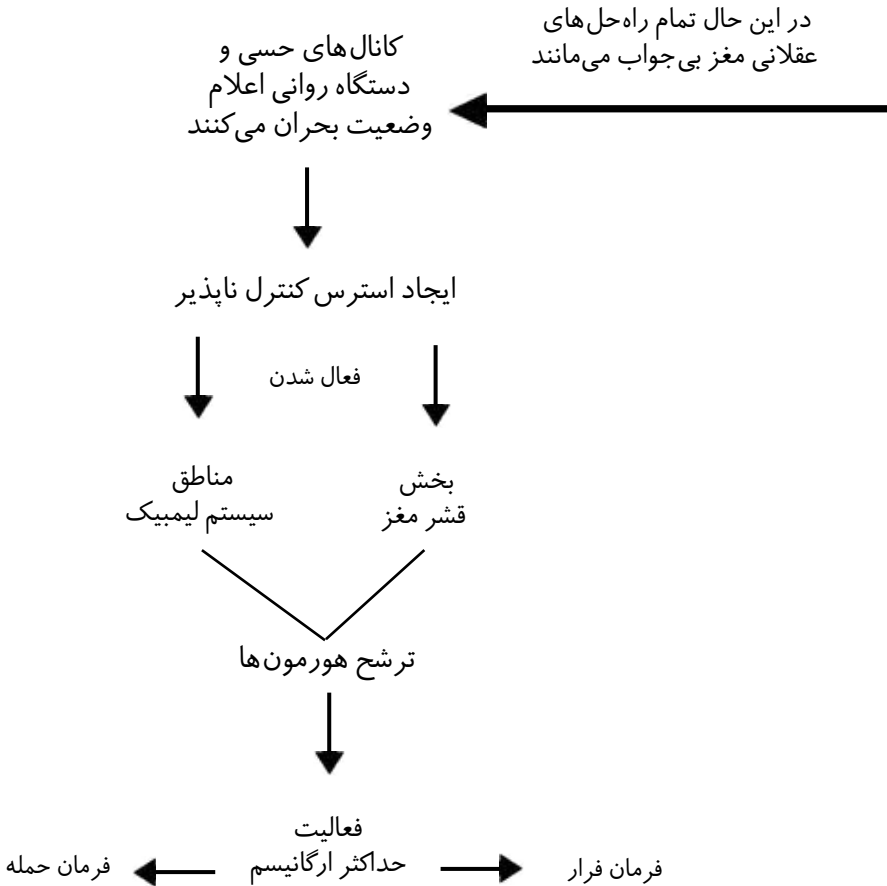 در این حال تمام راه‌حل‌های
عقلانی مغز بی‌جواب می‌مانند
کانال‌های حسی و
دستگاه روانی اعلام
وضعیت بحران می‌کنند
ایجاد استرس کنترل ناپذیر
فعال شدن
بخش
قشر مغز
مناطق
سیستم لیمبیک
ترشح هورمون‌ها
فعالیت
حداکثر ارگانیسم
فرمان فرار
فرمان حمله